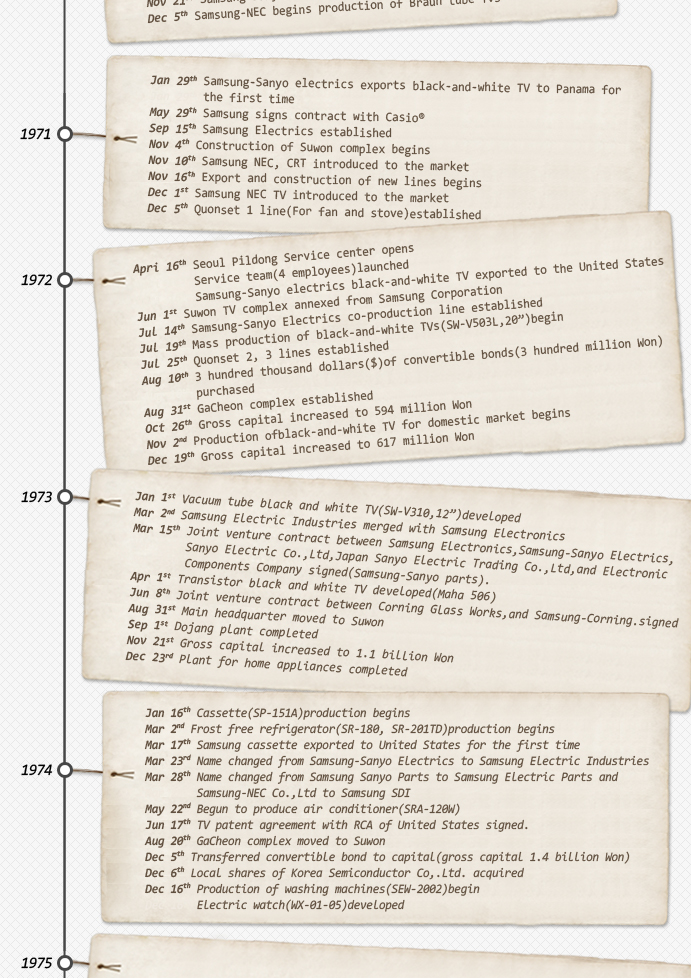 Dec 5th Samsung-NEC begins production of Braun tube TVs
1971
Jan 29th Samsung-Sanyo electrics exports black-and-white TV to Panama for
the first time
May 29th Samsung signs contract with Casio®
Sep 15th Samsung Electrics established
Nov 4th Construction of Suwon complex begins
Nov 10th Samsung NEC, CRT introduced to the market
Nov 16th Export and construction of new lines begins
Dec 1st Samsung NEC TV introduced to the market
Dec 5th Quonset 1 line(For fan and stove)established
1972
Apri 16th Seoul Pildong Service center opens
Service team(4 employees)launched
Samsung-Sanyo electrics black-and-white TV exported to the United States
Jun 1st Suwon TV complex annexed from Samsung Corporation
Jul 14th Samsung-Sanyo Electrics co-production line established
Jul 19th Mass production of black-and-white TVs(SW-V503L,20”)begin
Jul 25th Quonset 2, 3 lines established
Aug 10th 3 hundred thousand dollars($)of convertible bonds(3 hundred million Won)
purchased
Aug 31st GaCheon complex established
Oct 26th Gross capital increased to 594 million Won
Nov 2nd Production ofblack-and-white TV for domestic market begins
Dec 19th Gross capital increased to 617 million Won
1973
Jan 1st Vacuum tube black and white TV(SW-V310,12”)developed
Mar 2nd Samsung Electric Industries merged with Samsung Electronics
Mar 15th Joint venture contract between Samsung Electronics,Samsung-Sanyo Electrics,
Sanyo Electric Co.,Ltd,Japan Sanyo Electric Trading Co.,Ltd,and Electronic
Components Company signed(Samsung-Sanyo parts).
Apr 1st Transistor black and white TV developed(Maha 506)
Jun 8th Joint venture contract between Corning Glass Works,and Samsung-Corning.signed
Aug 31st Main headquarter moved to Suwon
Sep 1st Dojang plant completed
Nov 21st Gross capital increased to 1.1 billion Won
Dec 23rd Plant for home appliances completed
1974
Jan 16th Cassette(SP-151A)production begins
Mar 2nd Frost free refrigerator(SR-180, SR-201TD)production begins
Mar 17th Samsung cassette exported to United States for the first time
Mar 23rd Name changed from Samsung-Sanyo Electrics to Samsung Electric Industries
Mar 28th Name changed from Samsung Sanyo Parts to Samsung Electric Parts and
Samsung-NEC Co.,Ltd to Samsung SDI
May 22nd Begun to produce air conditioner(SRA-120W)
Jun 17th TV patent agreement with RCA of United States signed.
Aug 20th GaCheon complex moved to Suwon
Dec 5th Transferred convertible bond to capital(gross capital 1.4 billion Won)
Dec 6th Local shares of Korea Semiconductor Co,.Ltd. acquired
Dec 16th Production of washing machines(SEW-2002)begin
Electric watch(WX-01-05)developed
1975